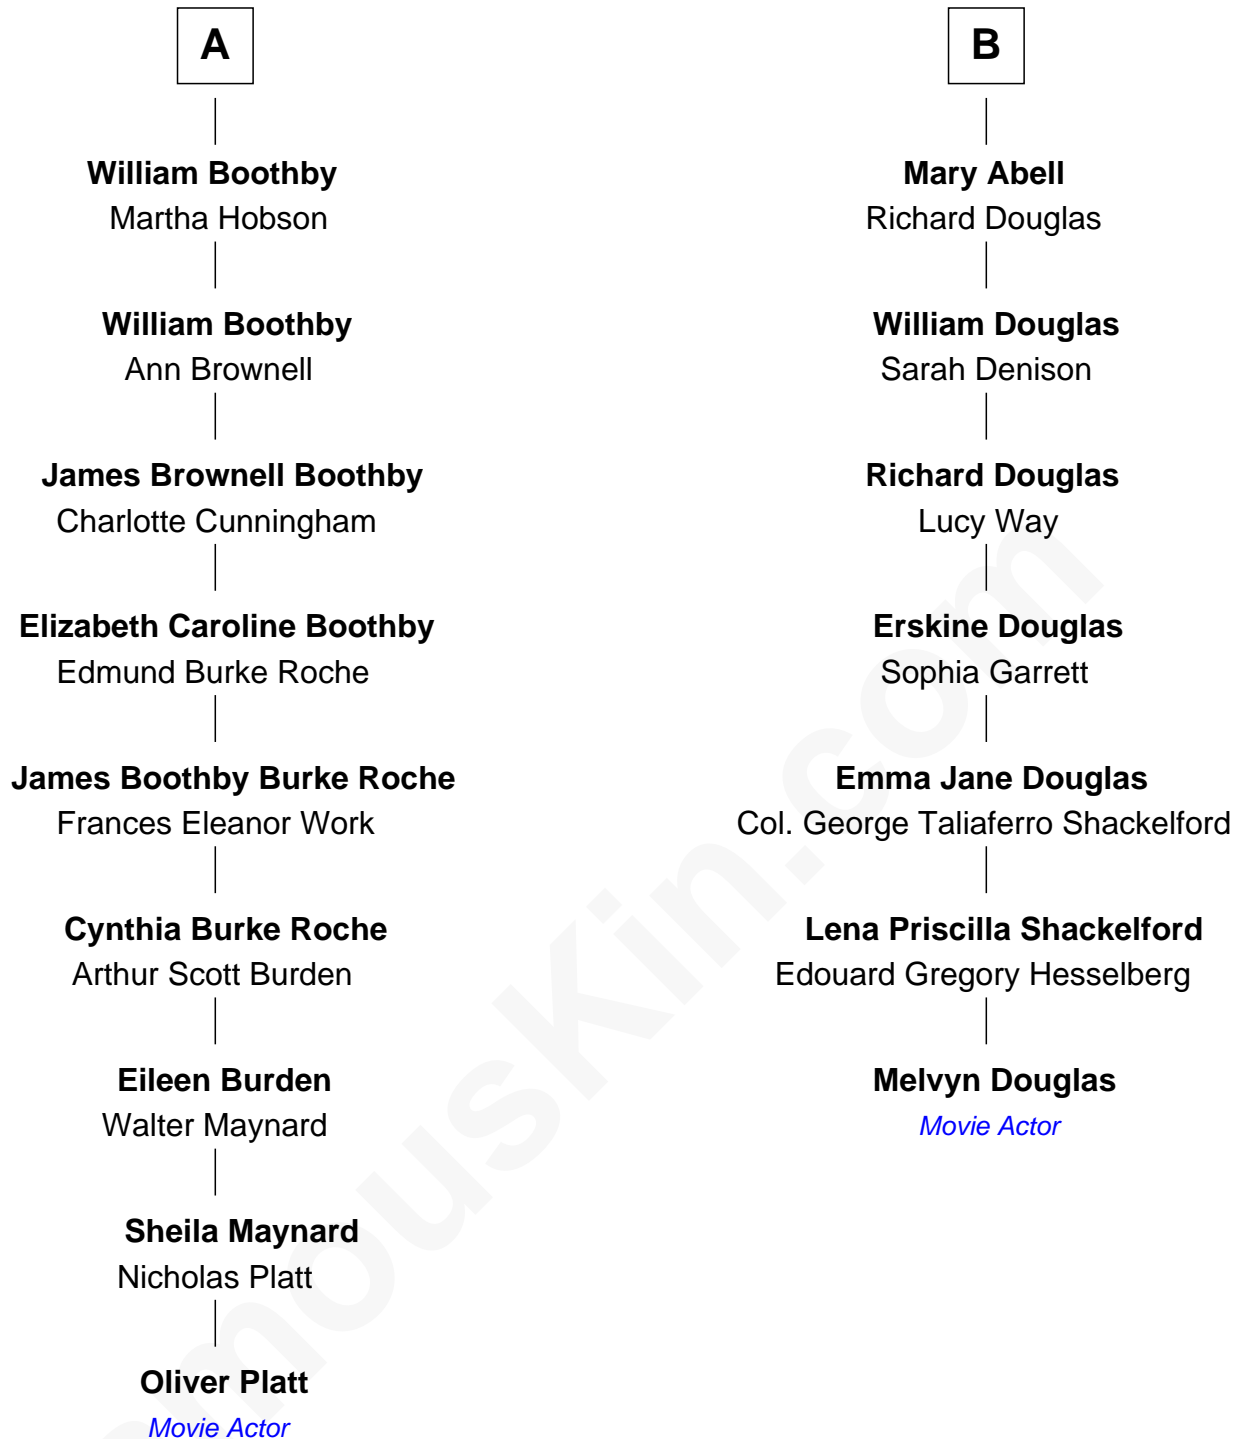 A
William Boothby
Martha Hobson
William Boothby
Ann Brownell
James Brownell Boothby
Charlotte Cunningham
Elizabeth Caroline Boothby
Edmund Burke Roche
James Boothby Burke Roche
Frances Eleanor Work
Cynthia Burke Roche
Arthur Scott Burden
Eileen Burden
Walter Maynard
Sheila Maynard
Nicholas Platt
Oliver Platt
Movie Actor
B
Mary Abell
Richard Douglas
William Douglas
Sarah Denison
Richard Douglas
Lucy Way
Erskine Douglas
Sophia Garrett
Emma Jane Douglas
Col. George Taliaferro Shackelford
Lena Priscilla Shackelford
Edouard Gregory Hesselberg
Melvyn Douglas
Movie Actor
mousKin.com